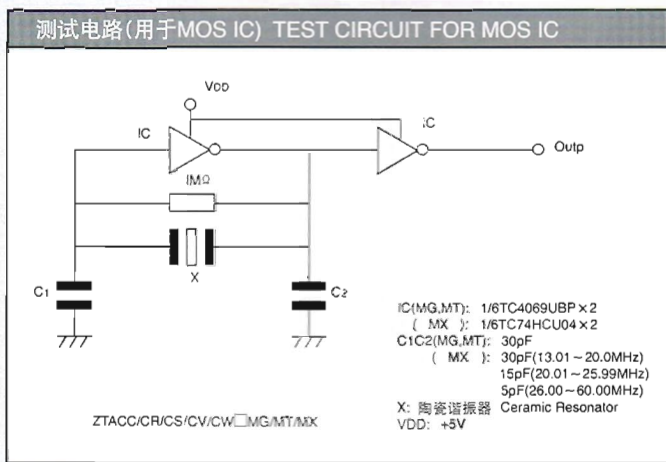 测试电路(用于MOS IC) TEST CIRCUIT FOR MOS IC
VDD
IC
IC
Outp
1MΩ
X
C1
C2
IC(MG,MT): 1/6TC4069UBP×2
( MX ): 1/6TC74HCU04×2
C1C2(MG,MT): 30pF
( MX ): 30pF(13.01~20.0MHz)
15pF(20.01~25.99MHz)
5pF(26.00~60.00MHz)
X: 陶瓷谐振器 Ceramic Resonator
VDD: +5V
ZTACC/CR/CS/CV/CW□MG/MT/MX